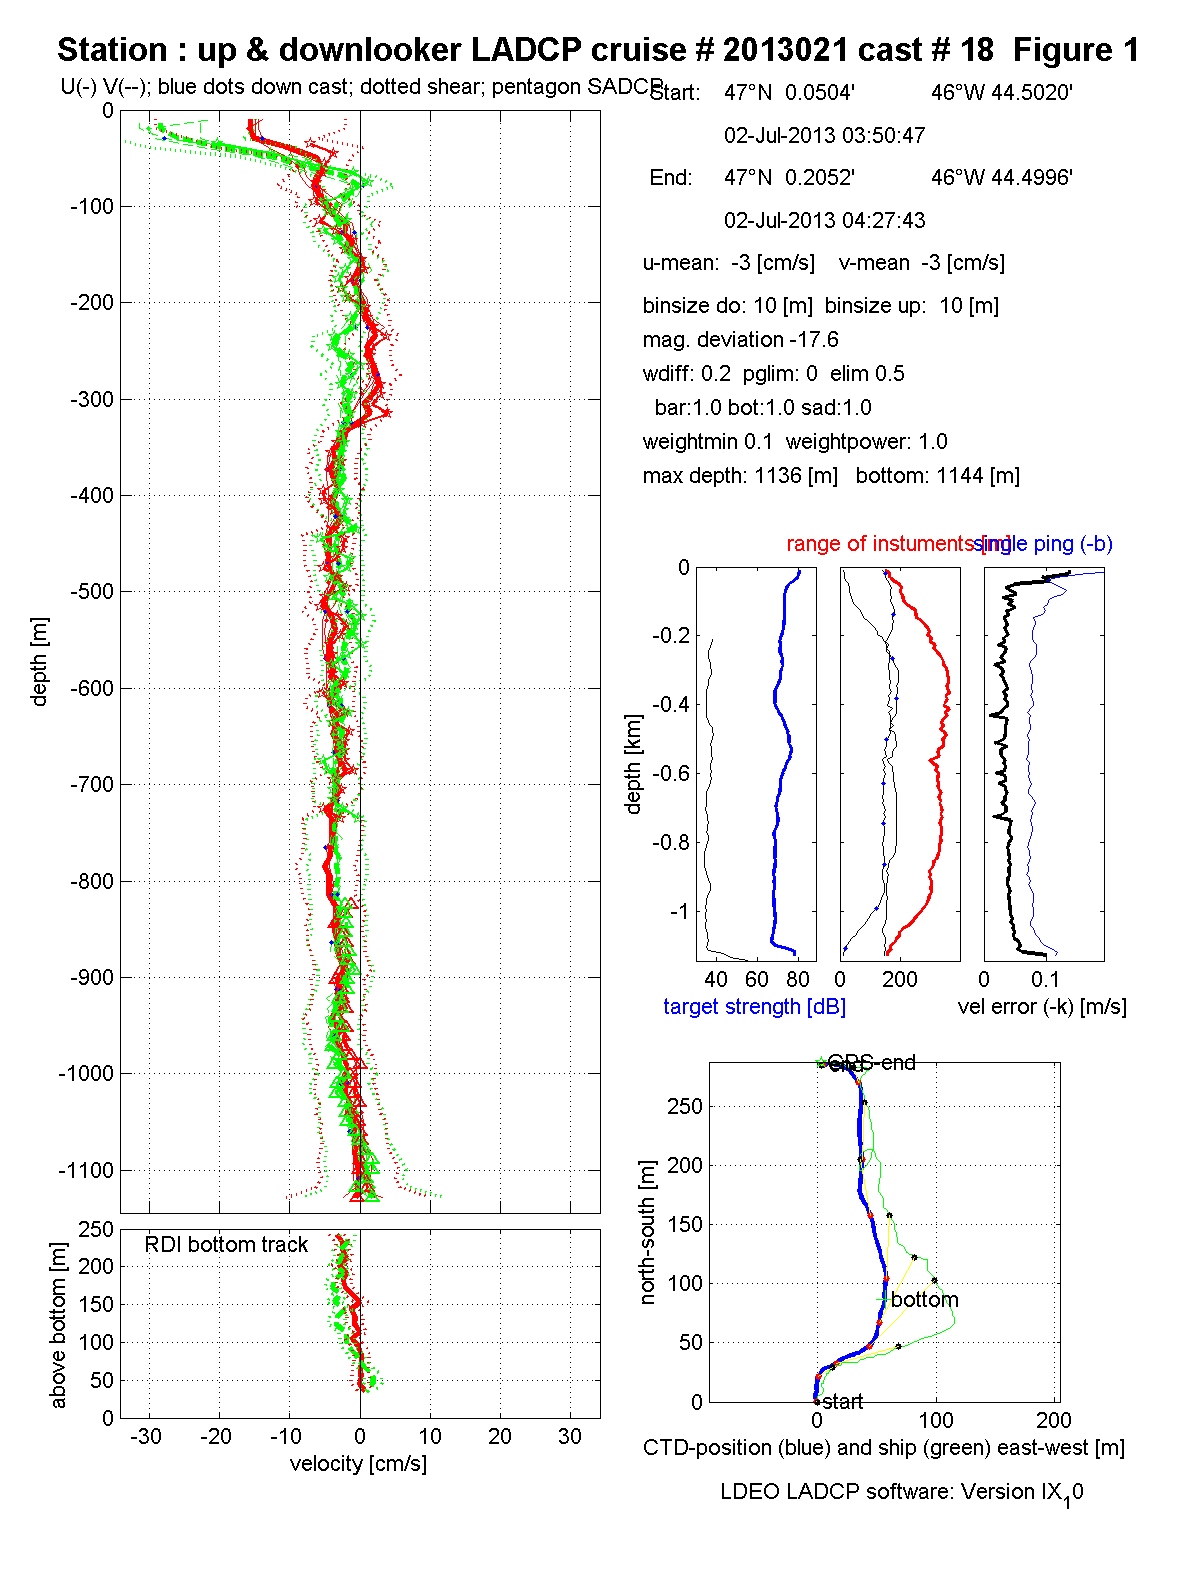 Station : up & downlooker LADCP cruise # 2013021 cast # 18  Figure 1
U(-) V(--); blue dots down cast; dotted shear; pentagon SADCP
Start: 47°N  0.0504' 46°W 44.5020'
02-Jul-2013 03:50:47
End: 47°N  0.2052' 46°W 44.4996'
02-Jul-2013 04:27:43
u-mean:  -3 [cm/s]    v-mean  -3 [cm/s]
binsize do: 10 [m]  binsize up:  10 [m]
mag. deviation -17.6
wdiff: 0.2  pglim: 0  elim 0.5
bar:1.0 bot:1.0 sad:1.0
weightmin 0.1  weightpower: 1.0
max depth: 1136 [m]   bottom: 1144 [m]
0
-100
-200
-300
-400
-500
-600
-700
-800
-900
-1000
-1100
depth [m]
RDI bottom track
250
200
150
100
50
0
above bottom [m]
-30 -20 -10 0 10 20 30
velocity [cm/s]
range of instuments [m]
single ping (-b)
0
-0.2
-0.4
-0.6
-0.8
-1
depth [km]
40 60 80
0 200
0 0.1
target strength [dB]
vel error (-k) [m/s]
GPS-end
end
bottom
start
250
200
150
100
50
0
north-south [m]
0 100 200
CTD-position (blue) and ship (green) east-west [m]
LDEO LADCP software: Version IX10